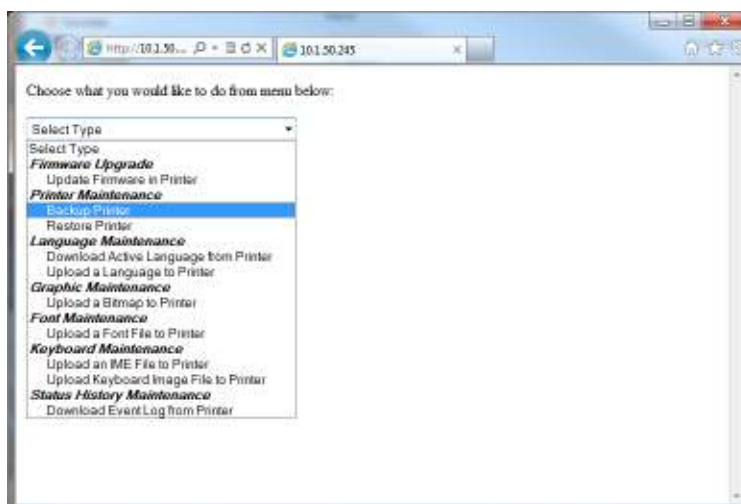 http://10.1.50...
10.1.50.245
Choose what you would like to do from menu below:
Select Type
Select Type
Firmware Upgrade
Update Firmware in Printer
Printer Maintenance
Backup Printer
Restore Printer
Language Maintenance
Download Active Language from Printer
Upload a Language to Printer
Graphic Maintenance
Upload a Bitmap to Printer
Font Maintenance
Upload a Font File to Printer
Keyboard Maintenance
Upload an IME File to Printer
Upload Keyboard Image File to Printer
Status History Maintenance
Download Event Log from Printer